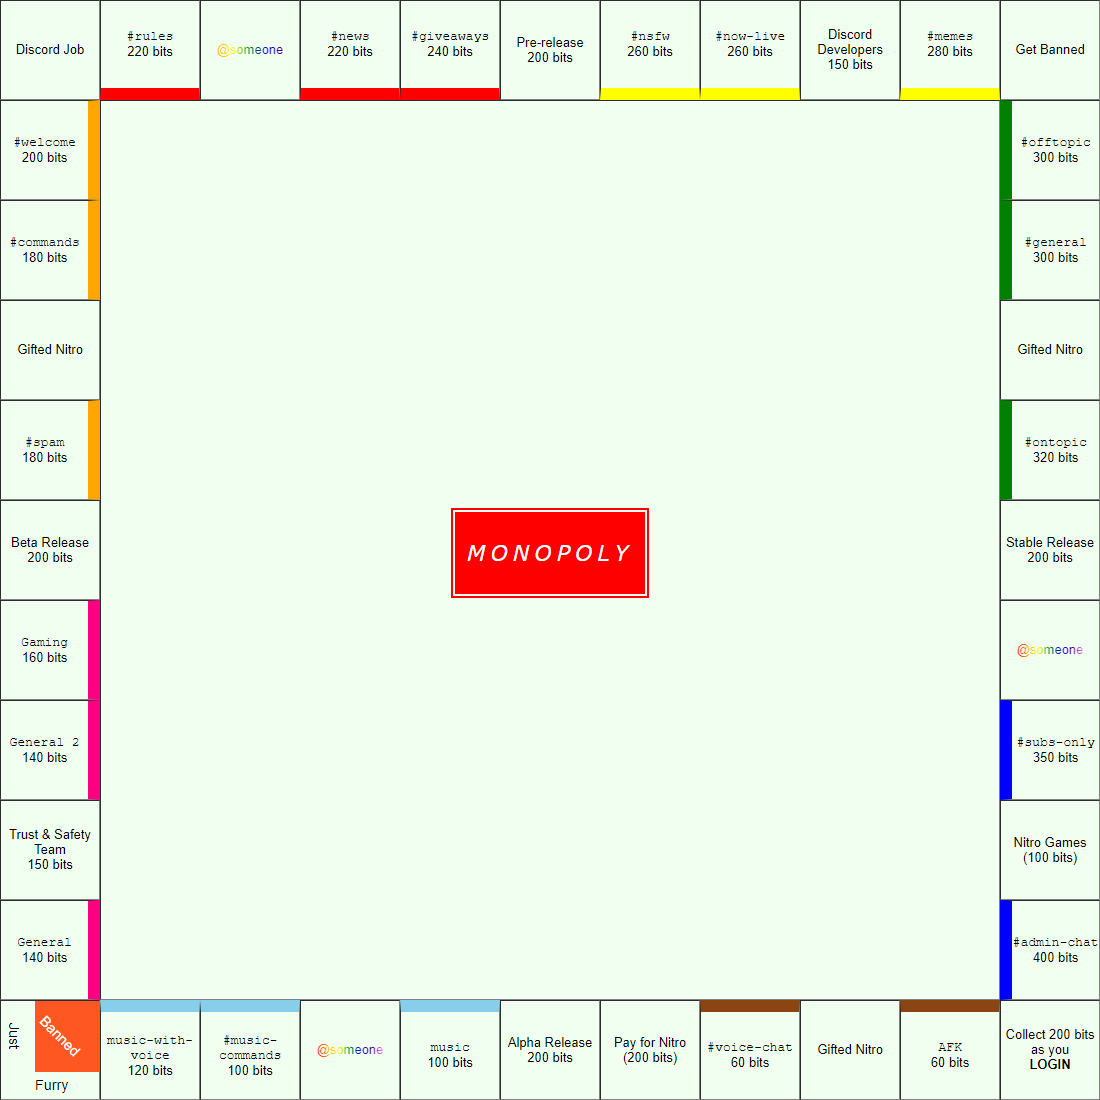 Discord Job
#rules
220 bits
@someone
#news
220 bits
#giveaways
240 bits
Pre-release
200 bits
#nsfw
260 bits
#now-live
260 bits
Discord
Developers
150 bits
#memes
280 bits
Get Banned
#welcome
200 bits
#offtopic
300 bits
#commands
180 bits
#general
300 bits
Gifted Nitro
Gifted Nitro
#spam
180 bits
#ontopic
320 bits
Beta Release
200 bits
MONOPOLY
Stable Release
200 bits
Gaming
160 bits
@someone
General 2
140 bits
#subs-only
350 bits
Trust & Safety
Team
150 bits
Nitro Games
(100 bits)
General
140 bits
#admin-chat
400 bits
Just
Banned
Furry
music-with-
voice
120 bits
#music-
commands
100 bits
@someone
music
100 bits
Alpha Release
200 bits
Pay for Nitro
(200 bits)
#voice-chat
60 bits
Gifted Nitro
AFK
60 bits
Collect 200 bits
as you
LOGIN